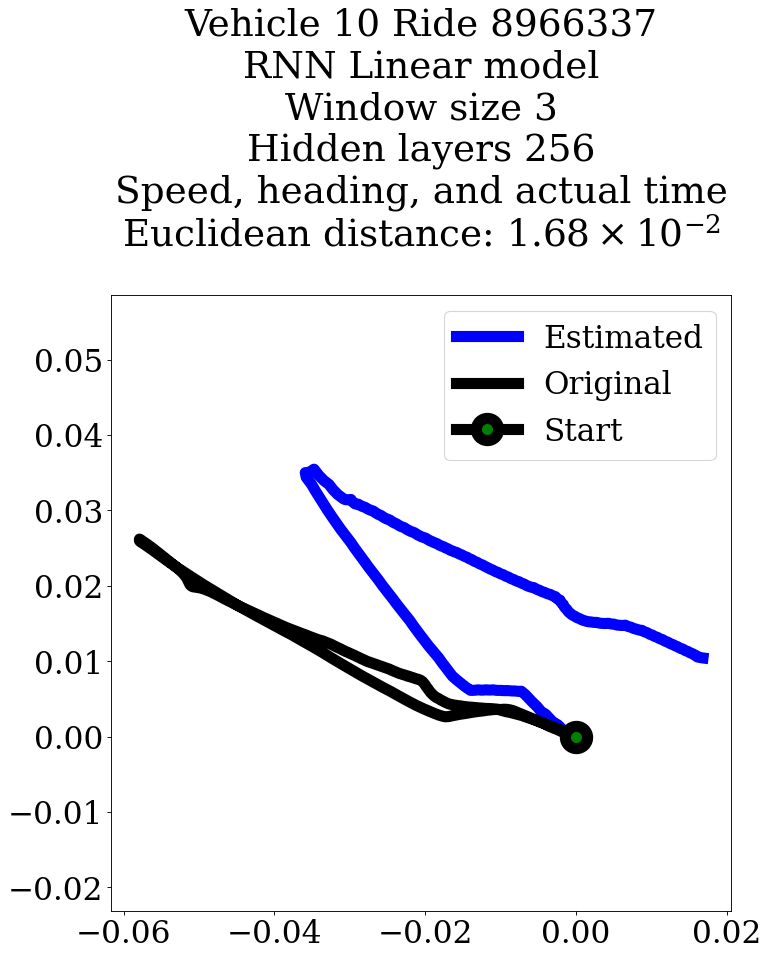 Vehicle 10 Ride 8966337
RNN Linear model
Window size 3
Hidden layers 256
Speed, heading, and actual time
Euclidean distance: 1.68 × 10⁻²
Estimated
Original
Start
0.05
0.04
0.03
0.02
0.01
0.00
−0.01
−0.02
−0.06 −0.04 −0.02 0.00 0.02